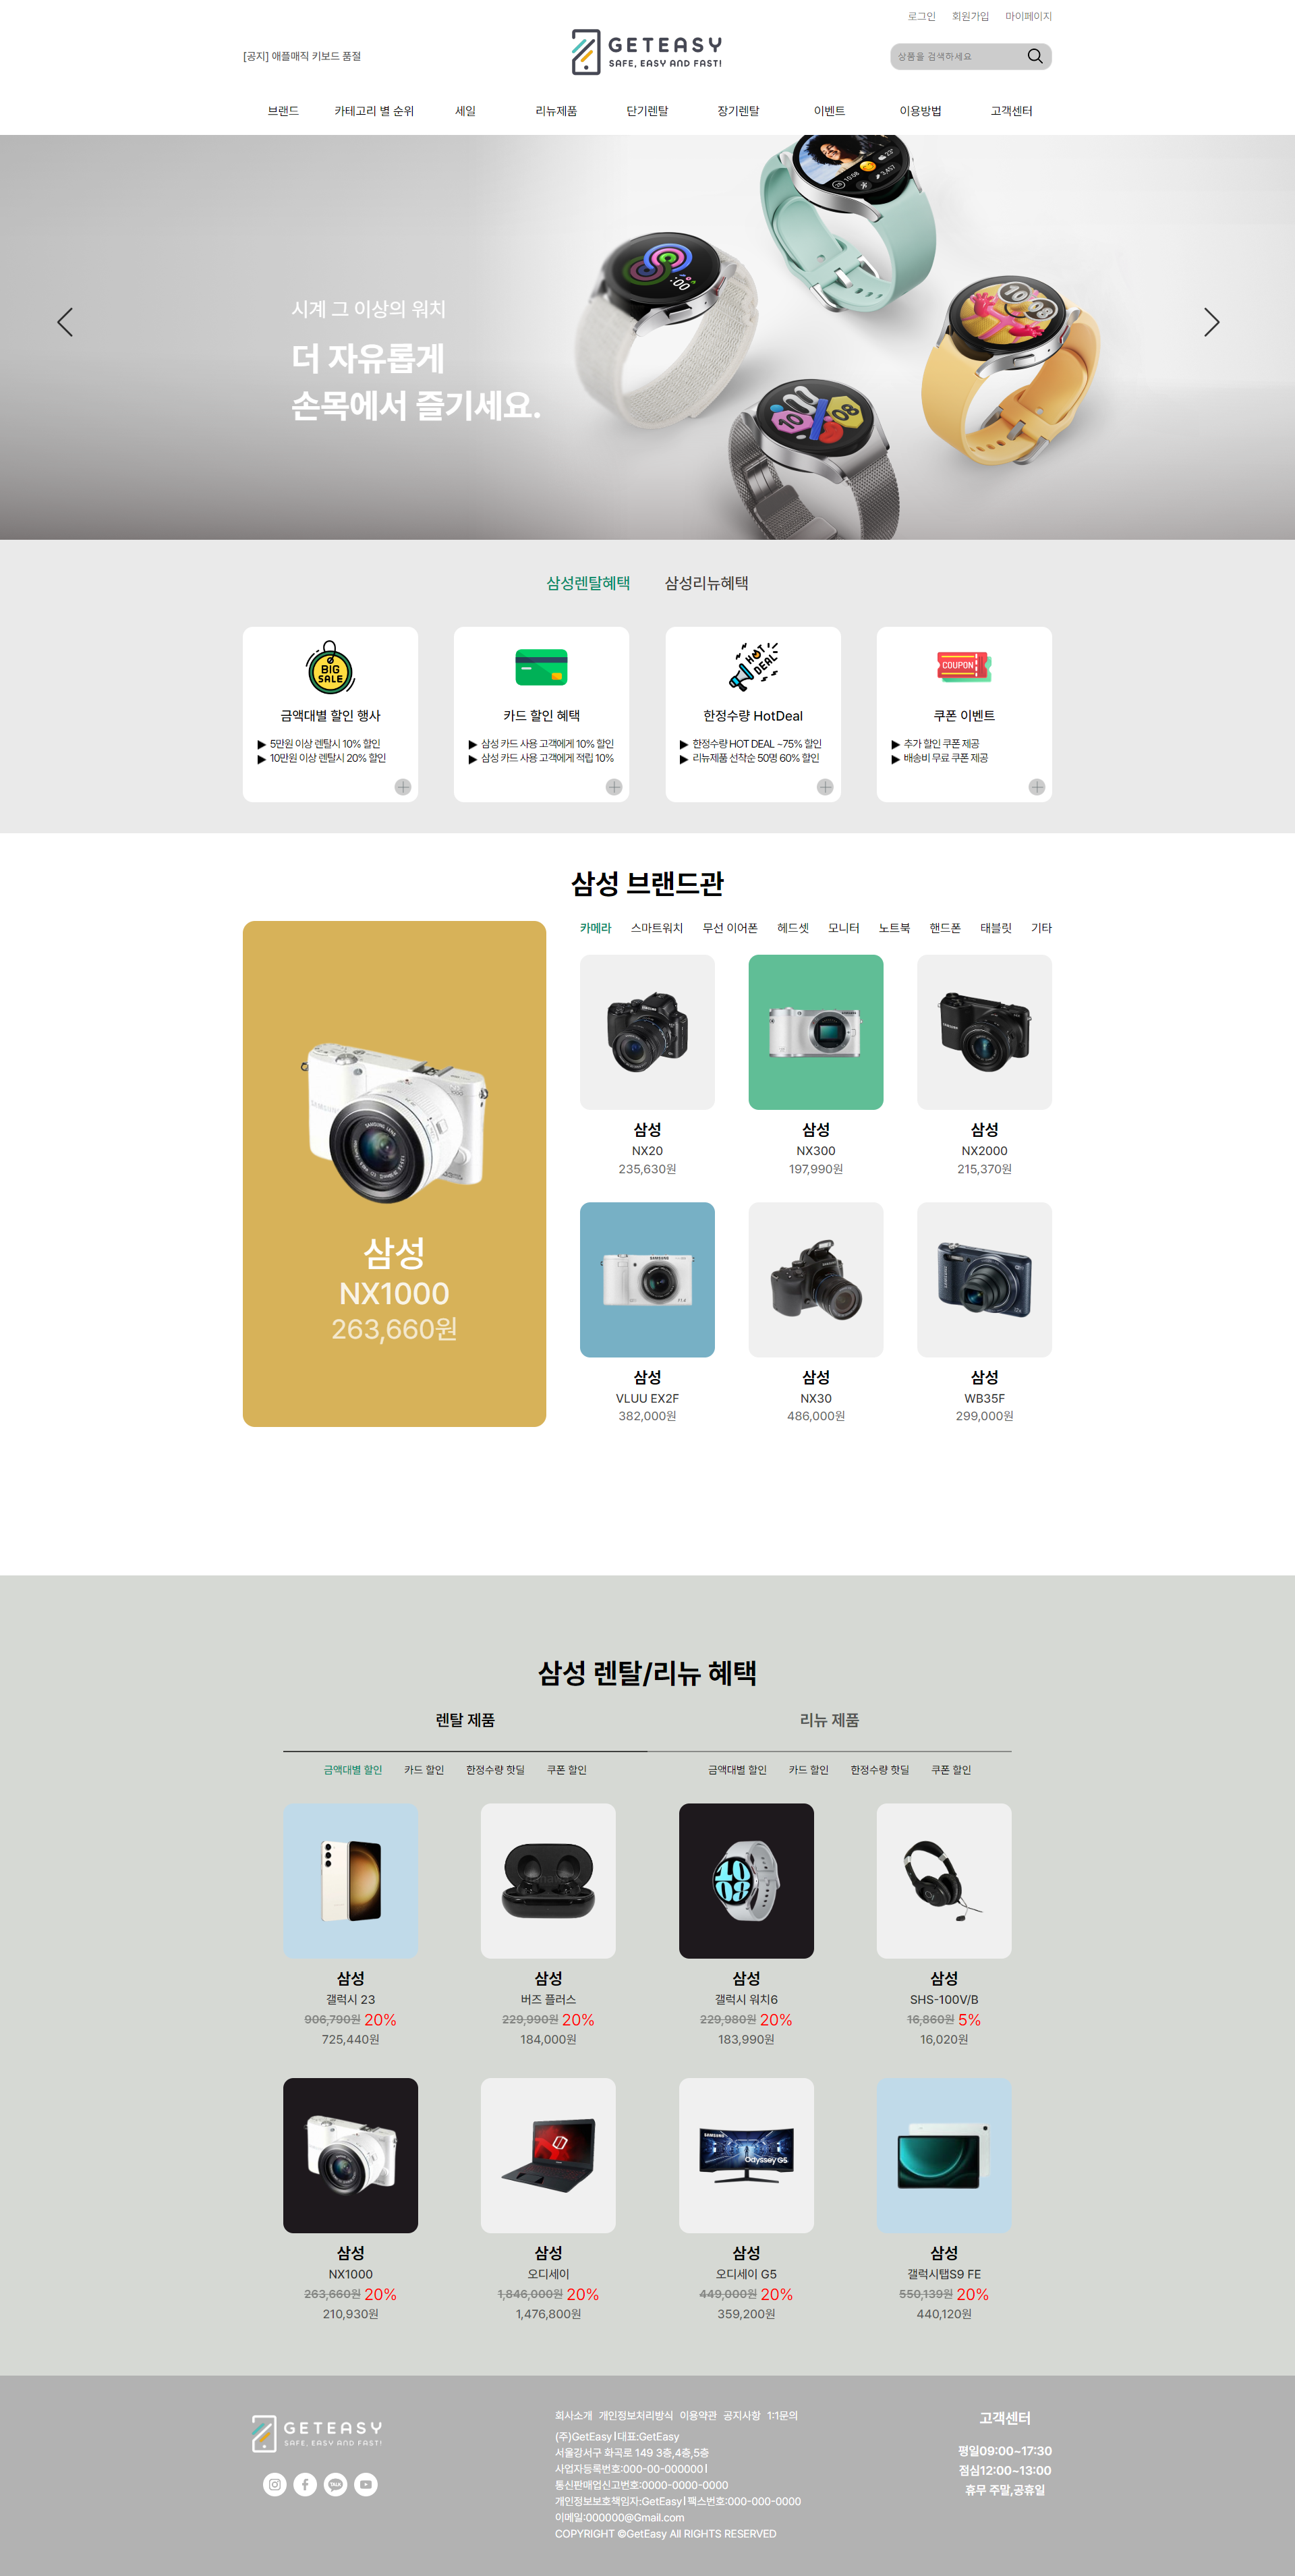 로그인 회원가입 마이페이지
[공지] 애플매직 키보드 품절
GETEASY
SAFE, EASY AND FAST!
상품을 검색하세요
브랜드 카테고리 별 순위 세일 리뉴제품 단기렌탈 장기렌탈 이벤트 이용방법 고객센터
시계 그 이상의 워치
더 자유롭게
손목에서 즐기세요.
삼성렌탈혜택 삼성리뉴혜택
BIG
SALE
HOT
DEAL
COUPON
금액대별 할인 행사 카드 할인 혜택 한정수량 HotDeal 쿠폰 이벤트
▶ 5만원 이상 렌탈시 10% 할인
▶ 10만원 이상 렌탈시 20% 할인
▶ 삼성 카드 사용 고객에게 10% 할인
▶ 삼성 카드 사용 고객에게 적립 10%
▶ 한정수량 HOT DEAL ~75% 할인
▶ 리뉴제품 선착순 50명 60% 할인
▶ 추가 할인 쿠폰 제공
▶ 배송비 무료 쿠폰 제공
삼성 브랜드관
카메라 스마트워치 무선 이어폰 헤드셋 모니터 노트북 핸드폰 태블릿 기타
삼성
NX1000
263,660원
삼성 삼성 삼성
NX20 NX300 NX2000
235,630원 197,990원 215,370원
삼성 삼성 삼성
VLUU EX2F NX30 WB35F
382,000원 486,000원 299,000원
삼성 렌탈/리뉴 혜택
렌탈 제품 리뉴 제품
금액대별 할인 카드 할인 한정수량 핫딜 쿠폰 할인 금액대별 할인 카드 할인 한정수량 핫딜 쿠폰 할인
삼성 삼성 삼성 삼성
갤럭시 23 버즈 플러스 갤럭시 워치6 SHS-100V/B
906,790원 20% 229,990원 20% 229,980원 20% 16,860원 5%
725,440원 184,000원 183,990원 16,020원
SAMSUNG
Odyssey G5
삼성 삼성 삼성 삼성
NX1000 오디세이 오디세이 G5 갤럭시탭S9 FE
263,660원 20% 1,846,000원 20% 449,000원 20% 550,139원 20%
210,930원 1,476,800원 359,200원 440,120원
GETEASY
SAFE, EASY AND FAST!
TALK
회사소개 개인정보처리방식 이용약관 공지사항 1:1문의
(주)GetEasy | 대표:GetEasy
서울강서구 화곡로 149 3층,4층,5층
사업자등록번호:000-00-000000 |
통신판매업신고번호:0000-0000-0000
개인정보보호책임자:GetEasy | 팩스번호:000-000-0000
이메일:000000@Gmail.com
COPYRIGHT ©GetEasy All RIGHTS RESERVED
고객센터
평일09:00~17:30
점심12:00~13:00
휴무 주말,공휴일